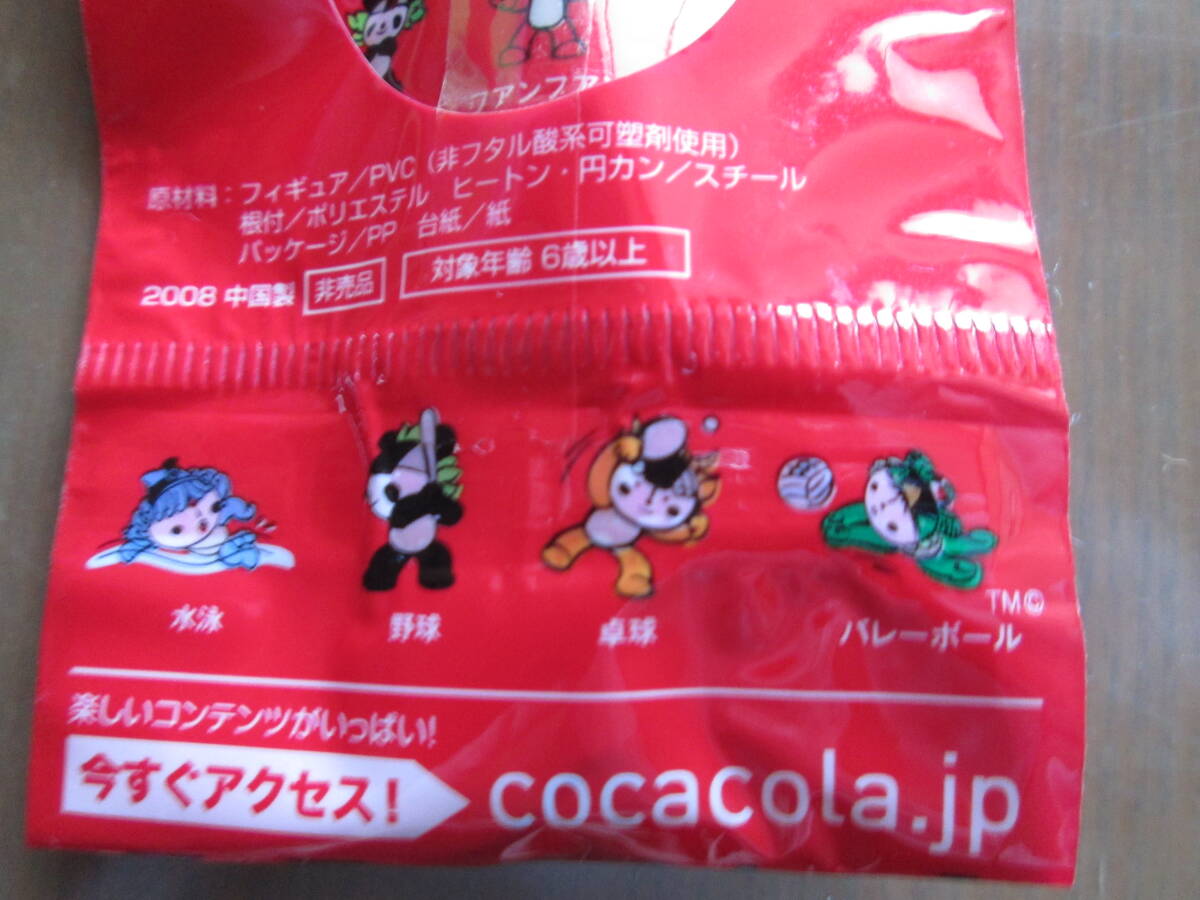 ワアンフアン
原材料：フィギュア／PVC（非フタル酸系可塑剤使用）
根付／ポリエステル　ヒートン・円カン／スチール
パッケージ／PP　台紙／紙
2008 中国製　非売品　対象年齢 6歳以上
水泳　野球　卓球　バレーボール
TM©
楽しいコンテンツがいっぱい！
今すぐアクセス！　cocacola.jp